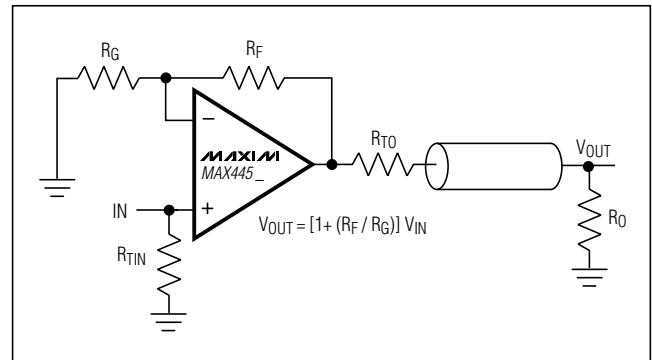 RG
RF
−
MAXIM
MAX445_
RTO
VOUT
IN
+
VOUT = [1+ (RF / RG)] VIN
RO
RTIN